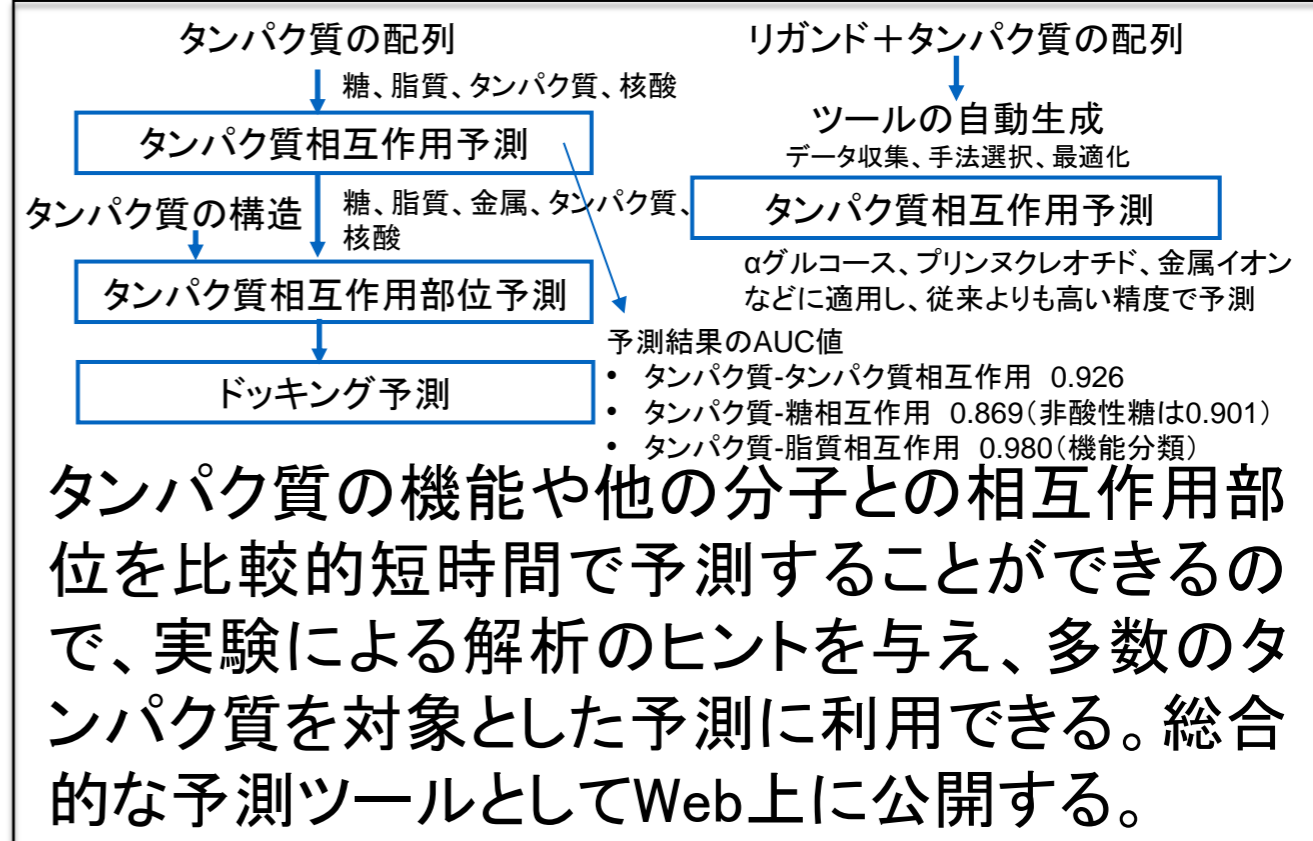 タンパク質の配列
糖、脂質、タンパク質、核酸
タンパク質相互作用予測
タンパク質の構造
糖、脂質、金属、タンパク質、
核酸
タンパク質相互作用部位予測
ドッキング予測
リガンド＋タンパク質の配列
ツールの自動生成
データ収集、手法選択、最適化
タンパク質相互作用予測
αグルコース、プリンヌクレオチド、金属イオン
などに適用し、従来よりも高い精度で予測
予測結果のAUC値
• タンパク質-タンパク質相互作用 0.926
• タンパク質-糖相互作用 0.869（非酸性糖は0.901）
• タンパク質-脂質相互作用 0.980（機能分類）
タンパク質の機能や他の分子との相互作用部
位を比較的短時間で予測することができるの
で、実験による解析のヒントを与え、多数のタ
ンパク質を対象とした予測に利用できる。総合
的な予測ツールとしてWeb上に公開する。